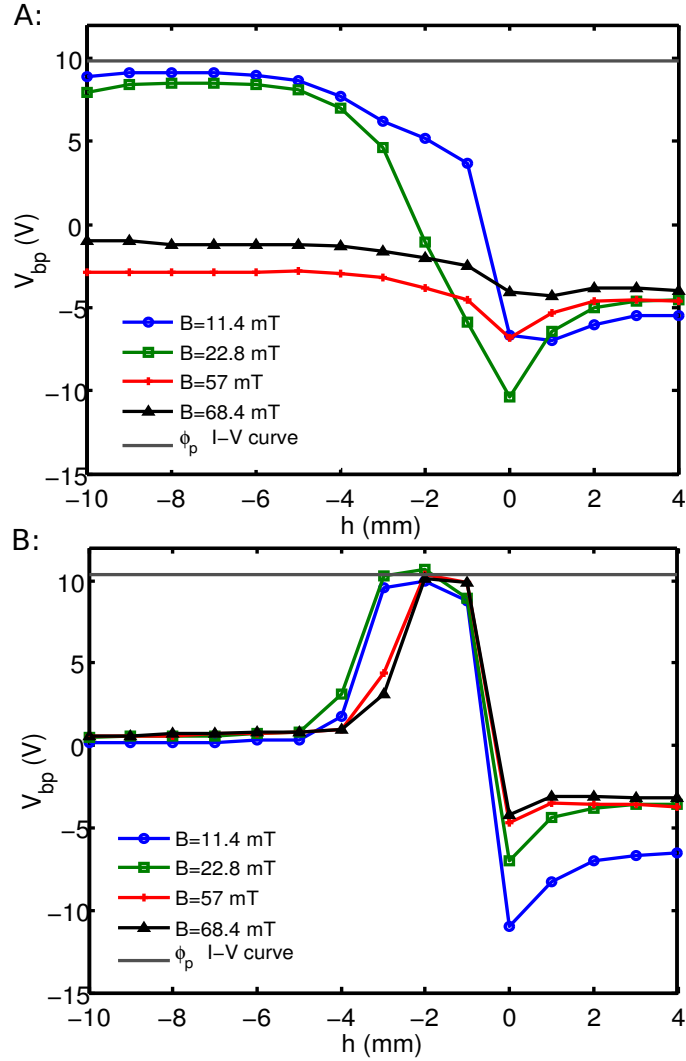 A:
10
5
0
−5
−10
−15
V_bp (V)
B=11.4 mT
B=22.8 mT
B=57 mT
B=68.4 mT
ϕ_p I−V curve
−10 −8 −6 −4 −2 0 2 4
h (mm)
B:
10
5
0
−5
−10
−15
V_bp (V)
B=11.4 mT
B=22.8 mT
B=57 mT
B=68.4 mT
ϕ_p I−V curve
−10 −8 −6 −4 −2 0 2 4
h (mm)